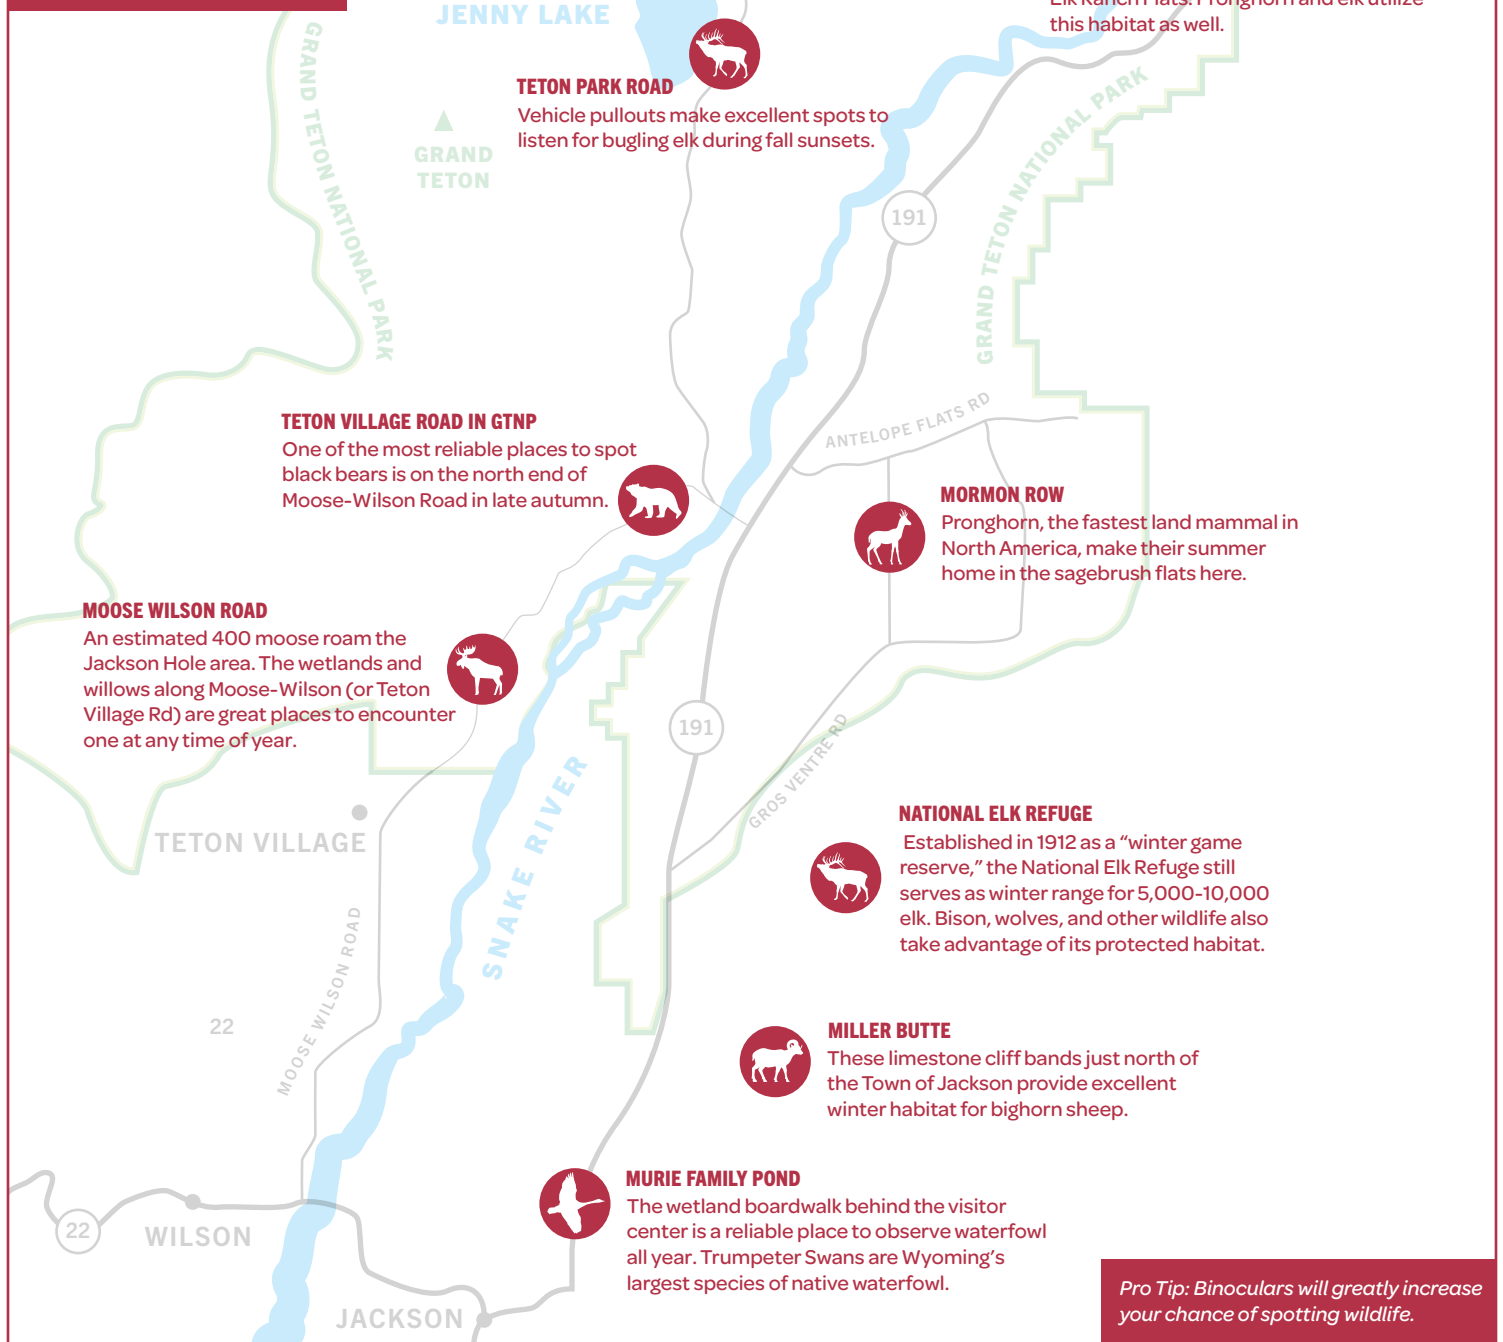 JENNY LAKE
this habitat as well.
GRAND TETON NATIONAL PARK
TETON PARK ROAD
Vehicle pullouts make excellent spots to
listen for bugling elk during fall sunsets.
GRAND
TETON
GRAND TETON NATIONAL PARK
191
ANTELOPE FLATS RD
TETON VILLAGE ROAD IN GTNP
One of the most reliable places to spot
black bears is on the north end of
Moose-Wilson Road in late autumn.
MORMON ROW
Pronghorn, the fastest land mammal in
North America, make their summer
home in the sagebrush flats here.
MOOSE WILSON ROAD
An estimated 400 moose roam the
Jackson Hole area. The wetlands and
willows along Moose-Wilson (or Teton
Village Rd) are great places to encounter
one at any time of year.
191
GROS VENTRE RD
SNAKE RIVER
TETON VILLAGE
NATIONAL ELK REFUGE
Established in 1912 as a “winter game
reserve,” the National Elk Refuge still
serves as winter range for 5,000-10,000
elk. Bison, wolves, and other wildlife also
take advantage of its protected habitat.
MOOSE WILSON ROAD
22
MILLER BUTTE
These limestone cliff bands just north of
the Town of Jackson provide excellent
winter habitat for bighorn sheep.
MURIE FAMILY POND
The wetland boardwalk behind the visitor
center is a reliable place to observe waterfowl
all year. Trumpeter Swans are Wyoming’s
largest species of native waterfowl.
22
WILSON
JACKSON
Pro Tip: Binoculars will greatly increase
your chance of spotting wildlife.